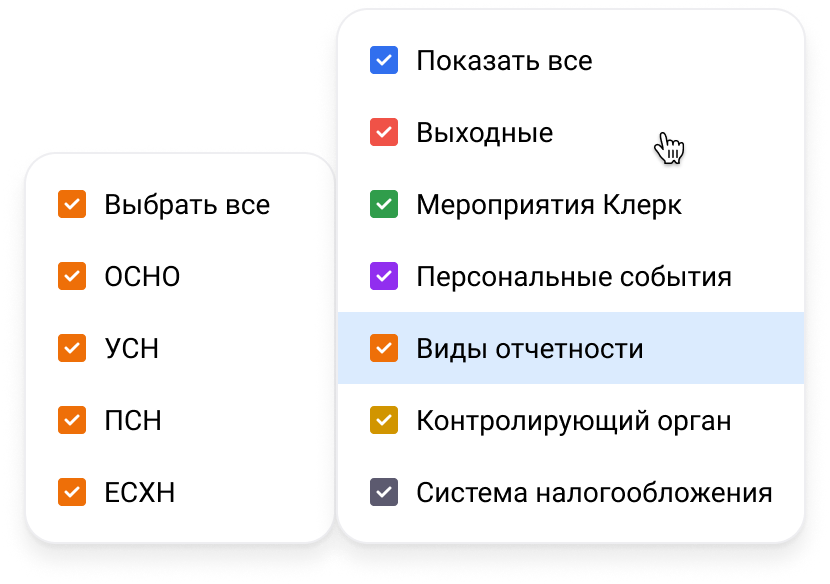 Показать все
Выходные
Мероприятия Клерк
Персональные события
Виды отчетности
Контролирующий орган
Система налогообложения
Выбрать все
ОСНО
УСН
ПСН
ЕСХН